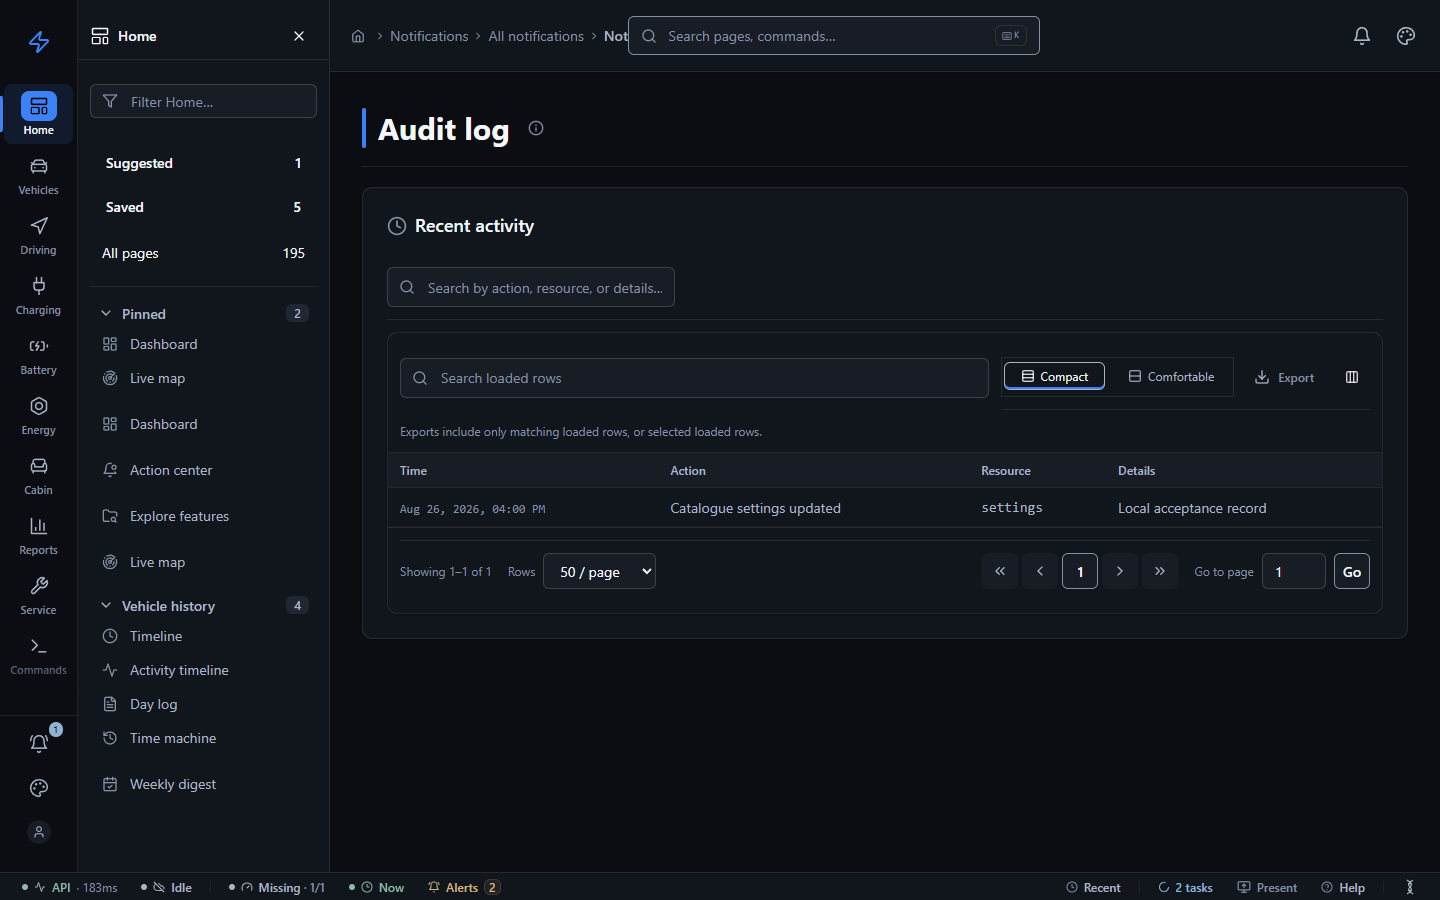 Home
Vehicles
Driving
Charging
Battery
Energy
Cabin
Reports
Service
Commands
1
Home
Filter Home...
Suggested 1
Saved 5
All pages 195
Pinned 2
Dashboard
Live map
Dashboard
Action center
Explore features
Live map
Vehicle history 4
Timeline
Activity timeline
Day log
Time machine
Weekly digest
Notifications All notifications Not
Search pages, commands... K
Audit log
Recent activity
Search by action, resource, or details...
Search loaded rows
Compact Comfortable Export
Exports include only matching loaded rows, or selected loaded rows.
Time Action Resource Details
Aug 26, 2026, 04:00 PM Catalogue settings updated settings Local acceptance record
Showing 1–1 of 1 Rows 50 / page 1 Go to page 1 Go
API · 183ms Idle Missing · 1/1 Now Alerts 2 Recent 2 tasks Present Help